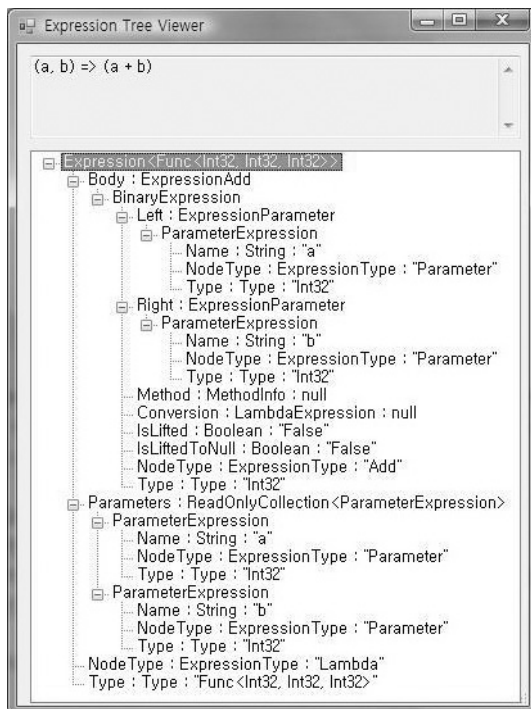 Expression Tree Viewer
(a, b) => (a + b)
Expression<Func<Int32, Int32, Int32>>
Body : ExpressionAdd
BinaryExpression
Left : ExpressionParameter
ParameterExpression
Name : String : "a"
NodeType : ExpressionType : "Parameter"
Type : Type : "Int32"
Right : ExpressionParameter
ParameterExpression
Name : String : "b"
NodeType : ExpressionType : "Parameter"
Type : Type : "Int32"
Method : MethodInfo : null
Conversion : LambdaExpression : null
IsLifted : Boolean : "False"
IsLiftedToNull : Boolean : "False"
NodeType : ExpressionType : "Add"
Type : Type : "Int32"
Parameters : ReadOnlyCollection<ParameterExpression>
ParameterExpression
Name : String : "a"
NodeType : ExpressionType : "Parameter"
Type : Type : "Int32"
ParameterExpression
Name : String : "b"
NodeType : ExpressionType : "Parameter"
Type : Type : "Int32"
NodeType : ExpressionType : "Lambda"
Type : Type : "Func<Int32, Int32, Int32>"